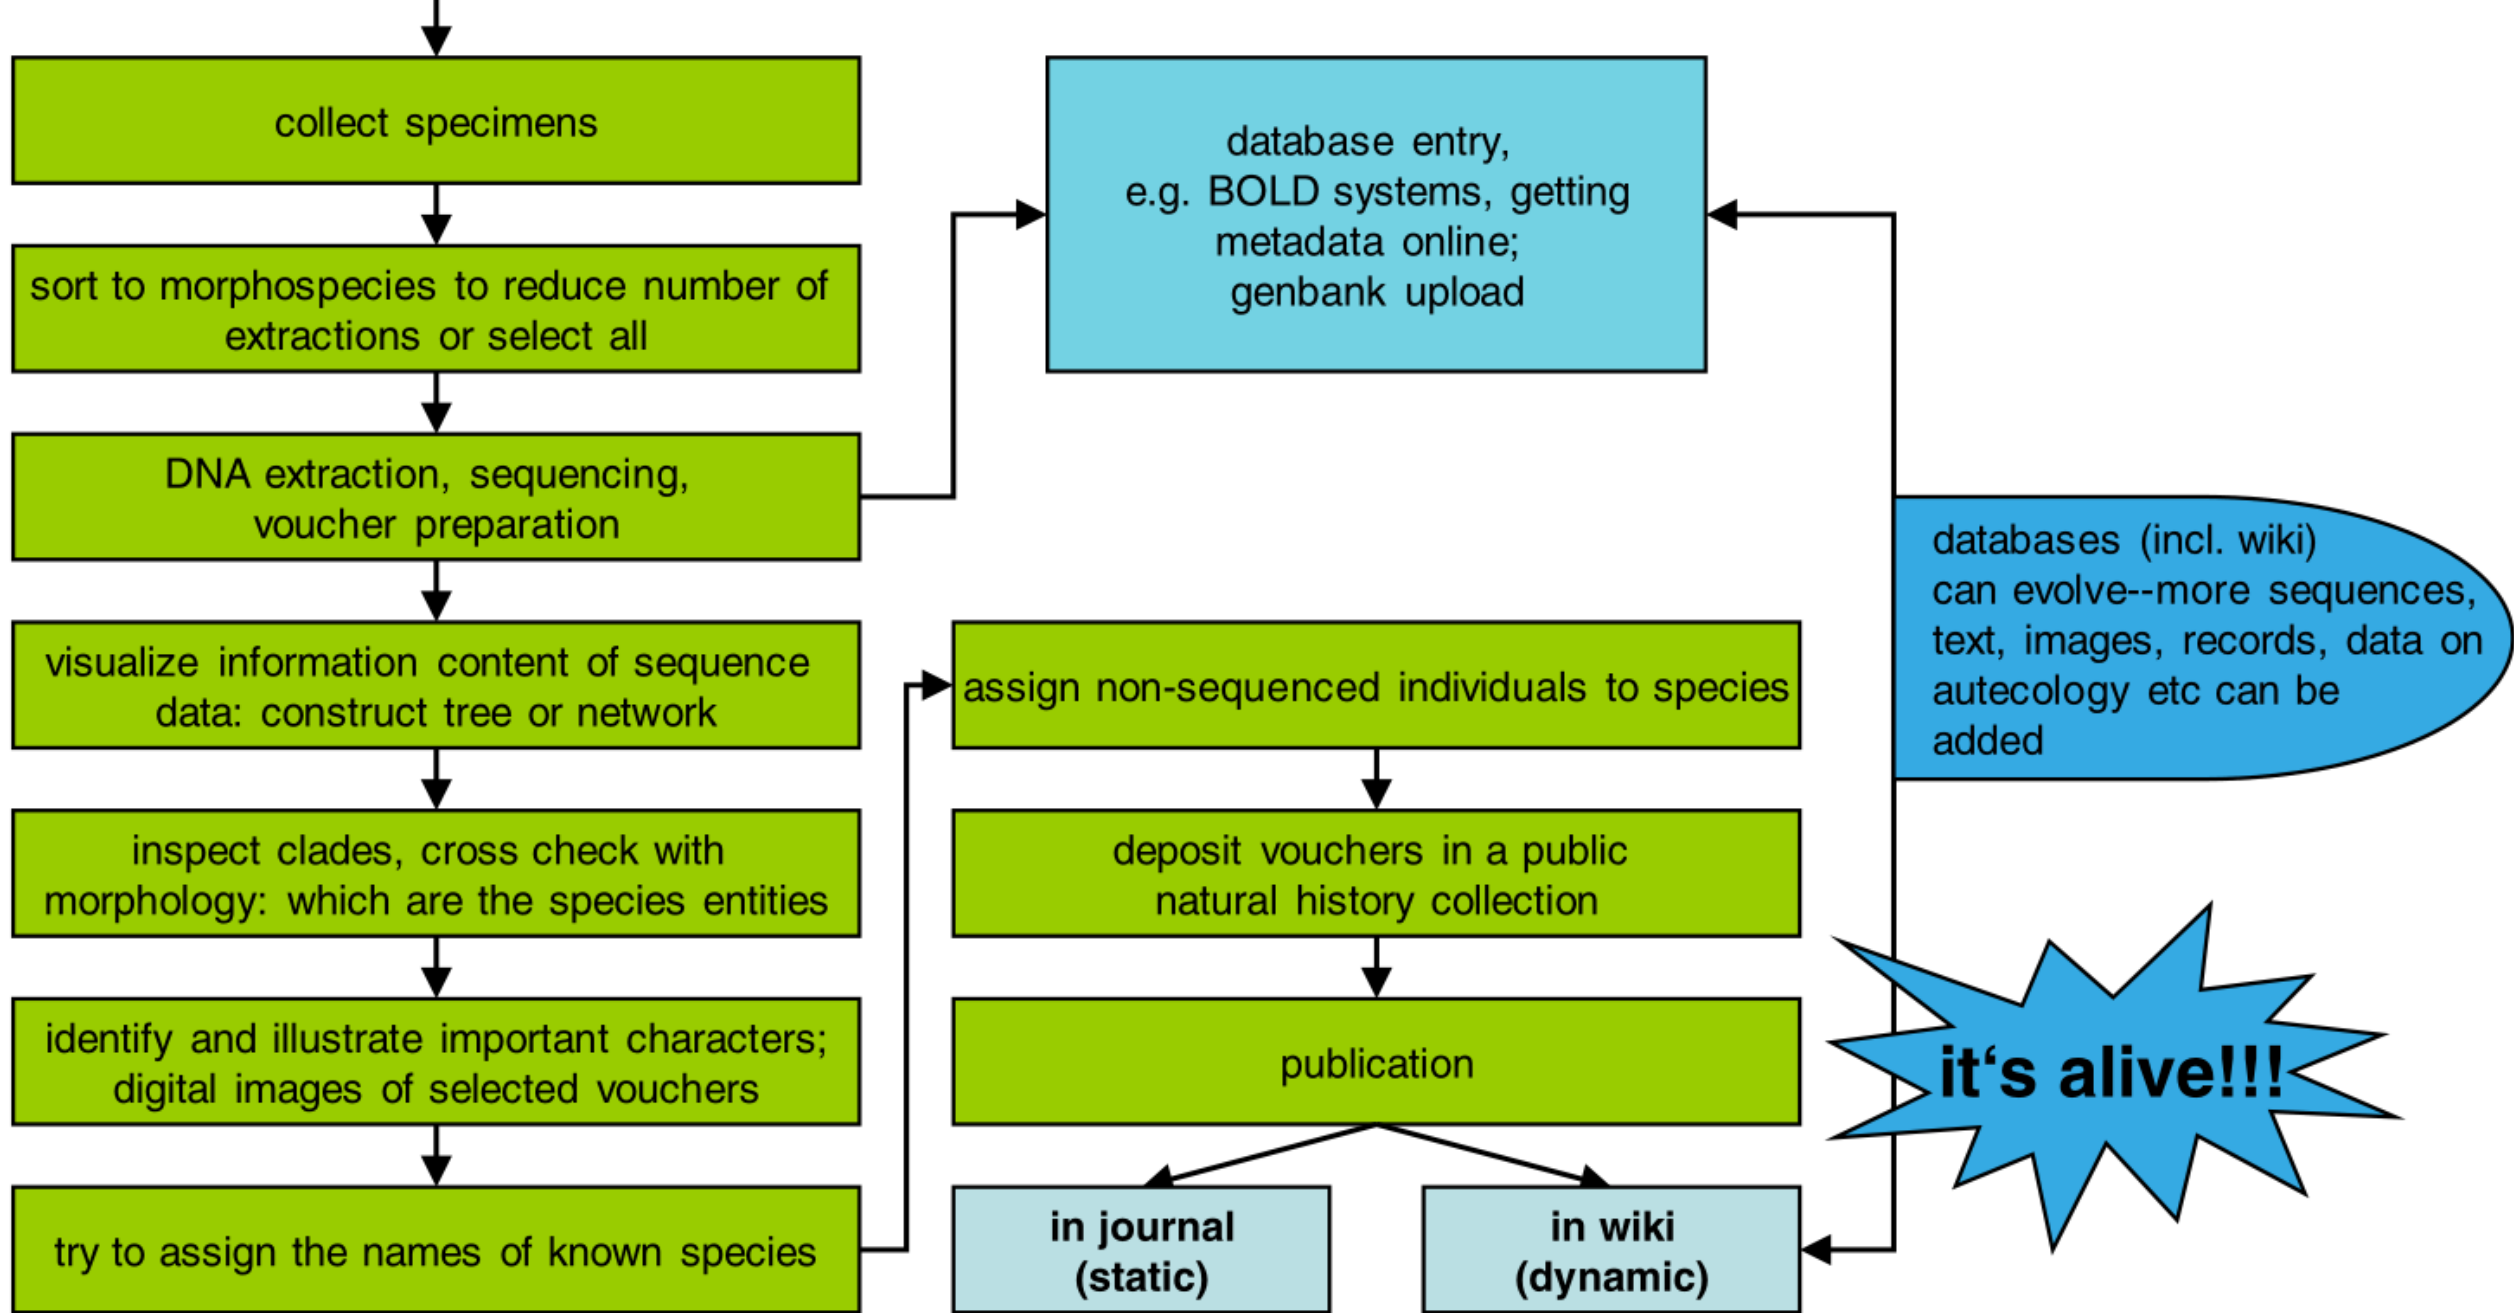 collect specimens
sort to morphospecies to reduce number of
extractions or select all
DNA extraction, sequencing,
voucher preparation
visualize information content of sequence
data: construct tree or network
inspect clades, cross check with
morphology: which are the species entities
identify and illustrate important characters;
digital images of selected vouchers
try to assign the names of known species
database entry,
e.g. BOLD systems, getting
metadata online;
genbank upload
assign non-sequenced individuals to species
deposit vouchers in a public
natural history collection
publication
in journal
(static)
in wiki
(dynamic)
databases (incl. wiki)
can evolve--more sequences,
text, images, records, data on
autecology etc can be
added
it‘s alive!!!